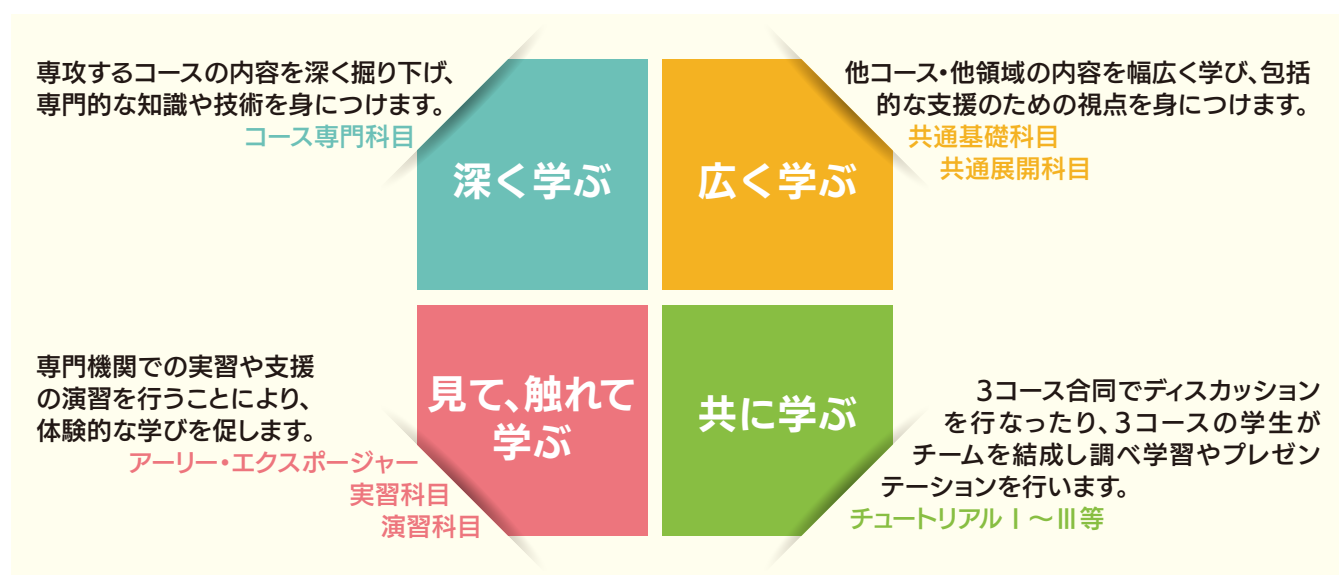 専攻するコースの内容を深く掘り下げ、
専門的な知識や技術を身につけます。
コース専門科目
深く学ぶ
他コース・他領域の内容を幅広く学び、包括
的な支援のための視点を身につけます。
共通基礎科目
共通展開科目
広く学ぶ
専門機関での実習や支援
の演習を行うことにより、
体験的な学びを促します。
アーリー・エクスポージャー
実習科目
演習科目
見て、触れて
学ぶ
共に学ぶ
3コース合同でディスカッション
を行なったり、3コースの学生が
チームを結成し調べ学習やプレゼン
テーションを行います。
チュートリアルⅠ～Ⅲ等